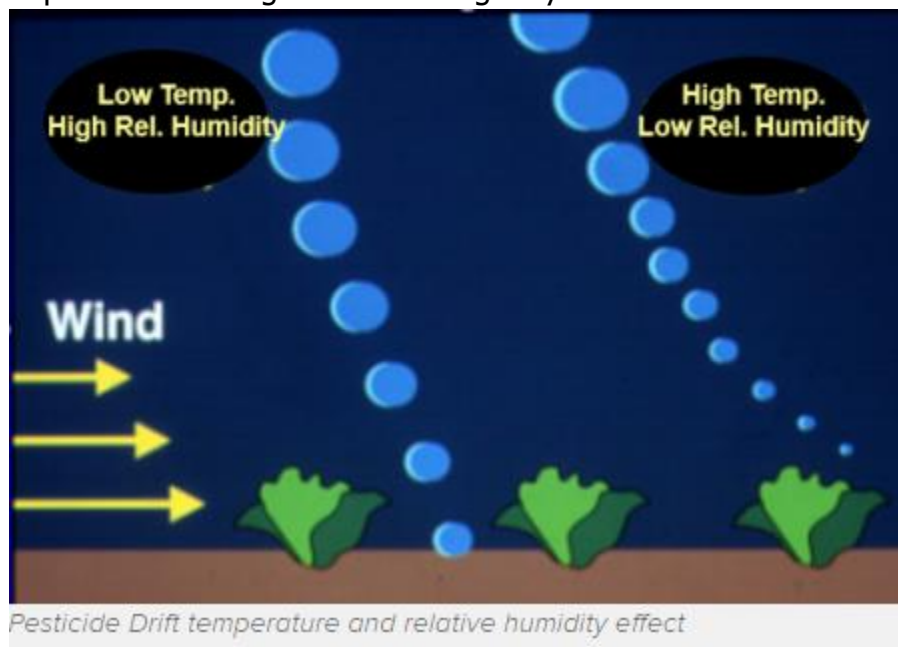 Low Temp.
High Rel. Humidity
High Temp.
Low Rel. Humidity
Wind
Pesticide Drift temperature and relative humidity effect